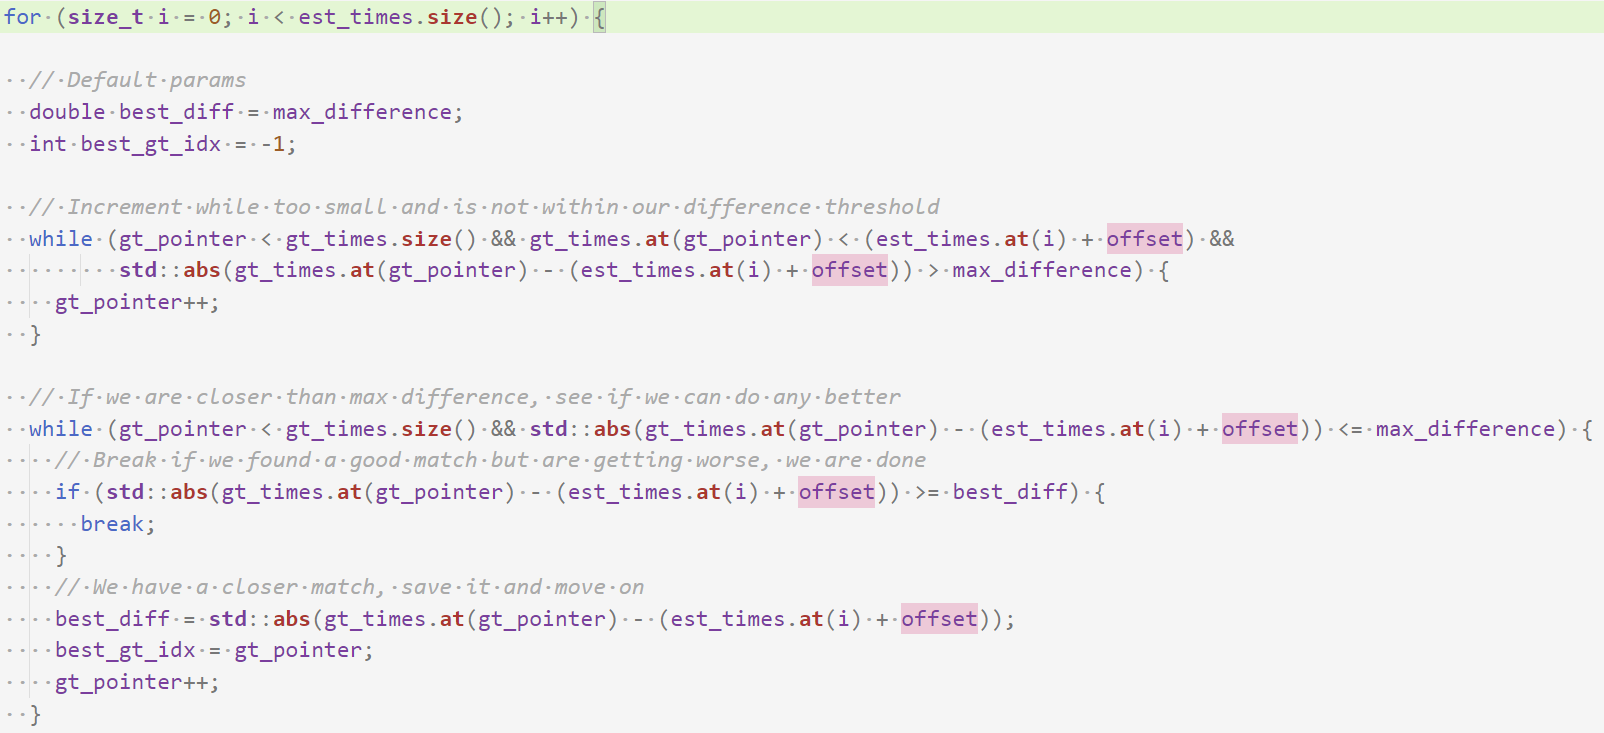 for (size_t i = 0; i < est_times.size(); i++) {
  // Default params
  double best_diff = max_difference;
  int best_gt_idx = -1;
  // Increment while too small and is not within our difference threshold
  while (gt_pointer < gt_times.size() && gt_times.at(gt_pointer) < (est_times.at(i) + offset) &&
         std::abs(gt_times.at(gt_pointer) - (est_times.at(i) + offset)) > max_difference) {
    gt_pointer++;
  }
  // If we are closer than max difference, see if we can do any better
  while (gt_pointer < gt_times.size() && std::abs(gt_times.at(gt_pointer) - (est_times.at(i) + offset)) <= max_difference) {
    // Break if we found a good match but are getting worse, we are done
    if (std::abs(gt_times.at(gt_pointer) - (est_times.at(i) + offset)) >= best_diff) {
      break;
    }
    // We have a closer match, save it and move on
    best_diff = std::abs(gt_times.at(gt_pointer) - (est_times.at(i) + offset));
    best_gt_idx = gt_pointer;
    gt_pointer++;
  }